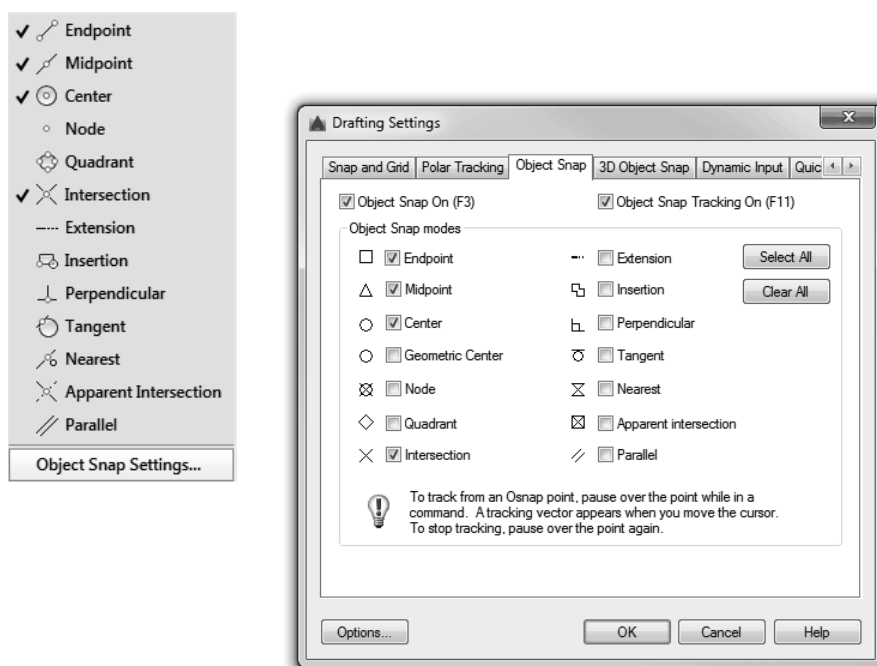 Endpoint
Midpoint
Center
Node
Quadrant
Intersection
Extension
Insertion
Perpendicular
Tangent
Nearest
Apparent Intersection
Parallel
Object Snap Settings...
Drafting Settings
Snap and Grid Polar Tracking Object Snap 3D Object Snap Dynamic Input Quic
Object Snap On (F3) Object Snap Tracking On (F11)
Object Snap modes
Endpoint Extension Select All
Midpoint Insertion Clear All
Center Perpendicular
Geometric Center Tangent
Node Nearest
Quadrant Apparent intersection
Intersection Parallel
To track from an Osnap point, pause over the point while in a
command. A tracking vector appears when you move the cursor.
To stop tracking, pause over the point again.
Options... OK Cancel Help